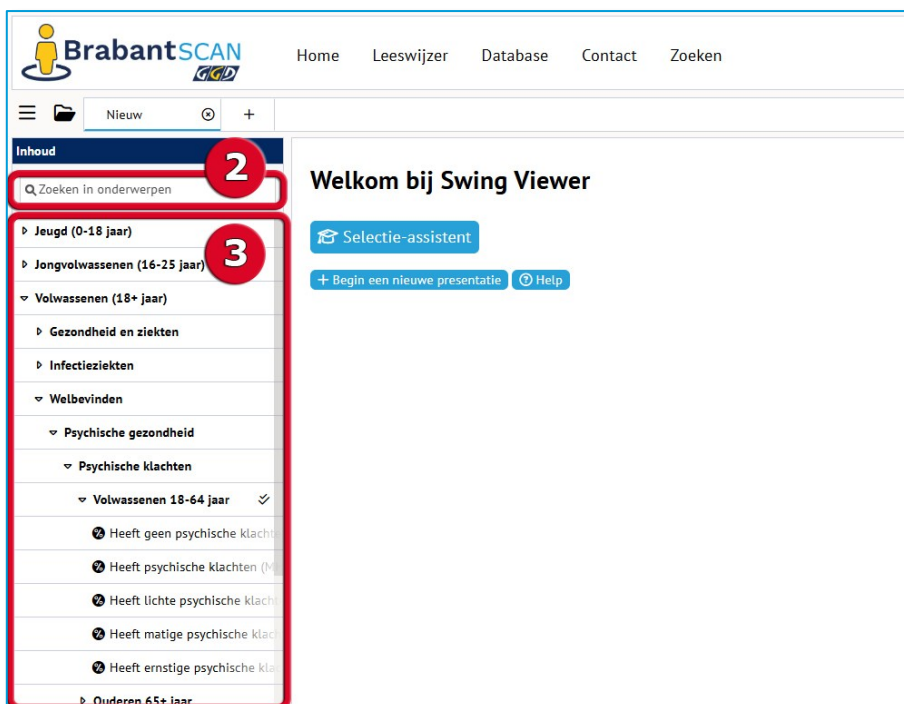 BrabantSCAN
GGD
Home Leeswijzer Database Contact Zoeken
Nieuw +
Inhoud
2
Zoeken in onderwerpen
3
Jeugd (0-18 jaar)
Jongvolwassenen (16-25 jaar)
Volwassenen (18+ jaar)
Gezondheid en ziekten
Infectieziekten
Welbevinden
Psychische gezondheid
Psychische klachten
Volwassenen 18-64 jaar
% Heeft geen psychische klachte
% Heeft psychische klachten (M
% Heeft lichte psychische klach
% Heeft matige psychische klac
% Heeft ernstige psychische kla
Ouderen 65+ jaar
Welkom bij Swing Viewer
Selectie-assistent
+ Begin een nieuwe presentatie ? Help